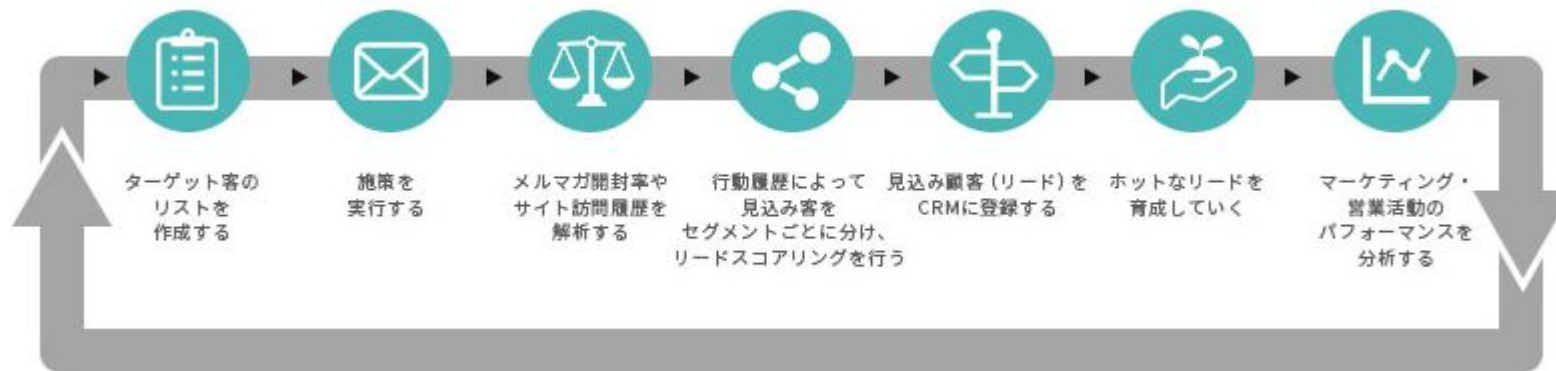 ターゲット客の
リストを
作成する
施策を
実行する
メルマガ開封率や
サイト訪問履歴を
解析する
行動履歴によって
見込み客を
セグメントごとに分け、
リードスコアリングを行う
見込み顧客（リード）を
CRMに登録する
ホットなリードを
育成していく
マーケティング・
営業活動の
パフォーマンスを
分析する